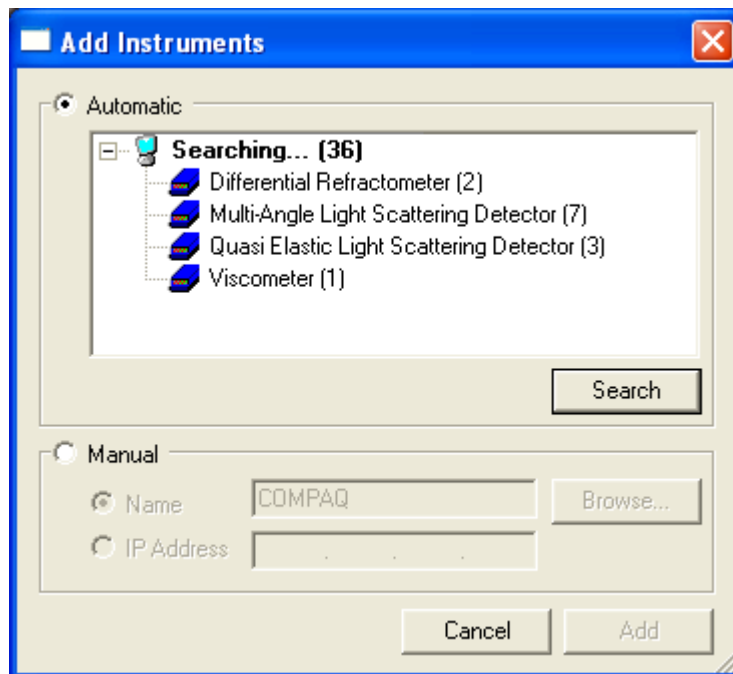 Add Instruments
Automatic
Searching... (36)
Differential Refractometer (2)
Multi-Angle Light Scattering Detector (7)
Quasi Elastic Light Scattering Detector (3)
Viscometer (1)
Search
Manual
Name COMPAQ Browse...
IP Address . . .
Cancel Add